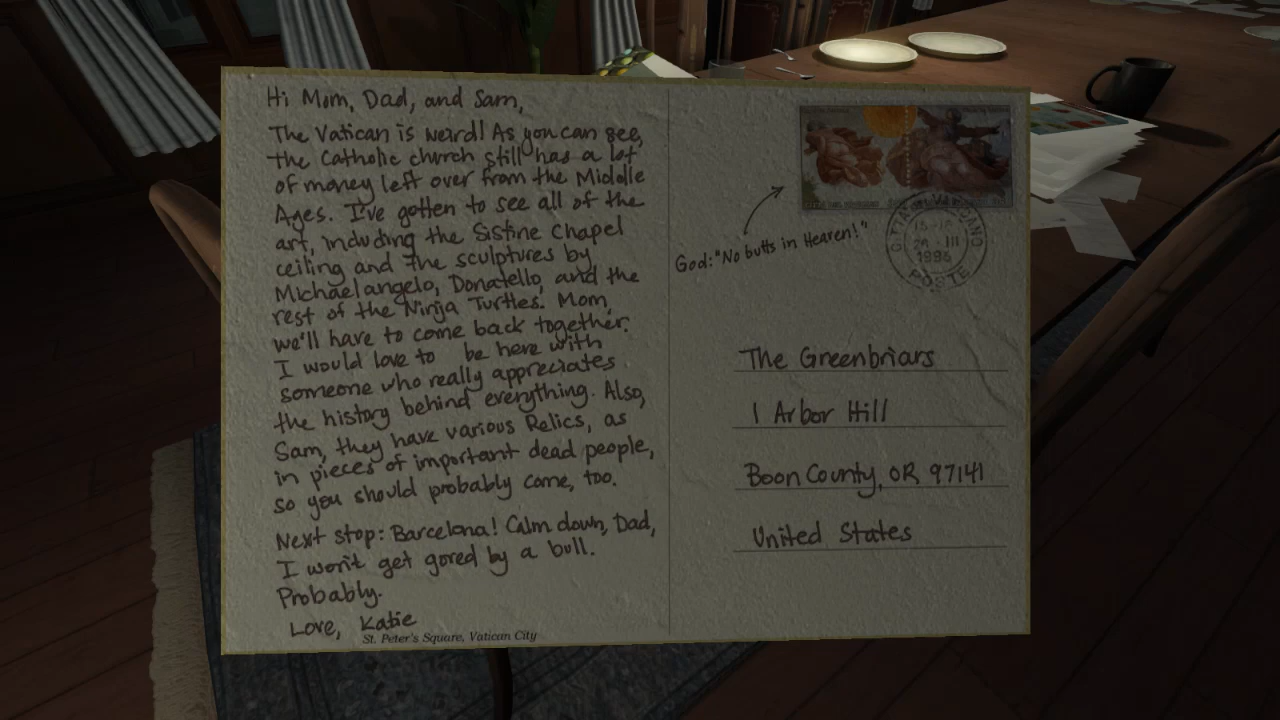 Hi Mom, Dad, and Sam,
The Vatican is weird! As you can see,
the Catholic church still has a lot
of money left over from the Middle
Ages. I've gotten to see all of the
art, including the Sistine Chapel
ceiling and the sculptures by
Michaelangelo, Donatello, and the
rest of the Ninja Turtles. Mom,
we'll have to come back together.
I would love to be here with
someone who really appreciates
the history behind everything. Also,
Sam, they have various Relics, as
in pieces of important dead people,
so you should probably come, too.
Next stop: Barcelona! Calm down, Dad,
I won't get gored by a bull.
Probably.
Love, Katie
St. Peter's Square, Vatican City
God: "No butts in Heaven!"
III
1995
POSTE
The Greenbriars
1 Arbor Hill
Boon County, OR 97141
United States